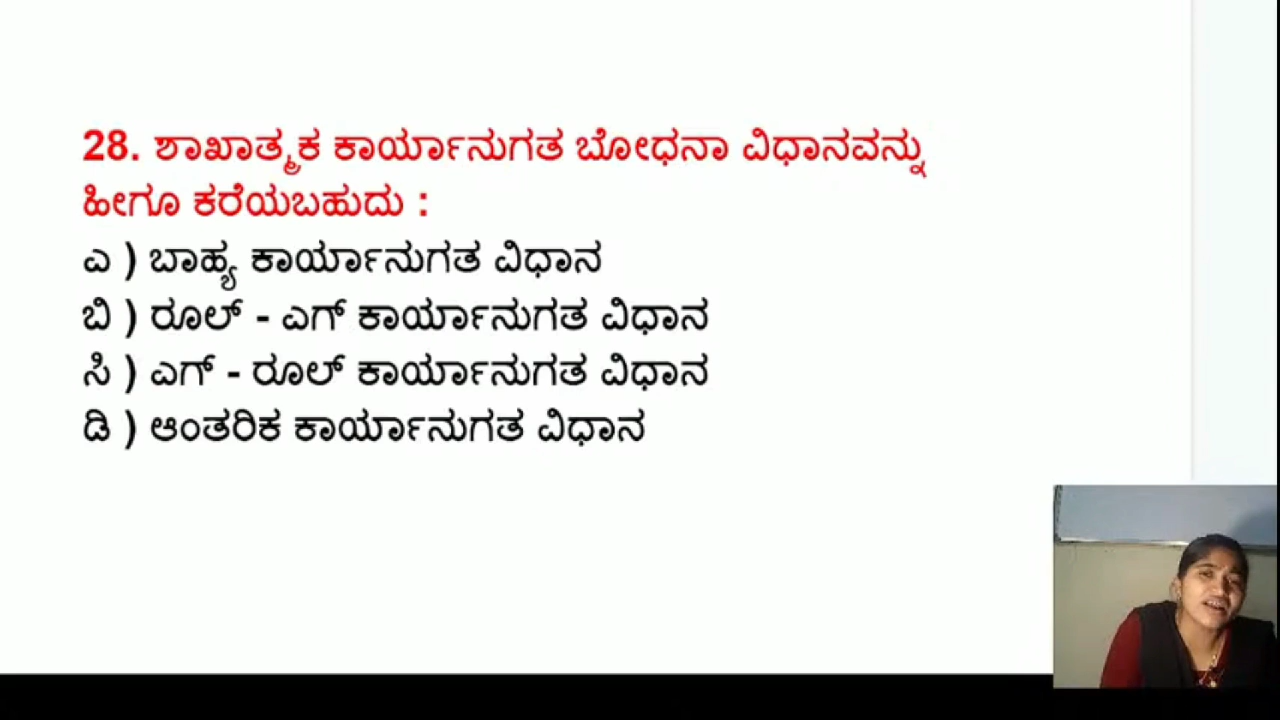 28. ಶಾಖಾತ್ಮಕ ಕಾರ್ಯಾನುಗತ ಬೋಧನಾ ವಿಧಾನವನ್ನು
ಹೀಗೂ ಕರೆಯಬಹುದು :
ಎ ) ಬಾಹ್ಯ ಕಾರ್ಯಾನುಗತ ವಿಧಾನ
ಬಿ ) ರೂಲ್ - ಎಗ್ ಕಾರ್ಯಾನುಗತ ವಿಧಾನ
ಸಿ ) ಎಗ್ - ರೂಲ್ ಕಾರ್ಯಾನುಗತ ವಿಧಾನ
ಡಿ ) ಆಂತರಿಕ ಕಾರ್ಯಾನುಗತ ವಿಧಾನ